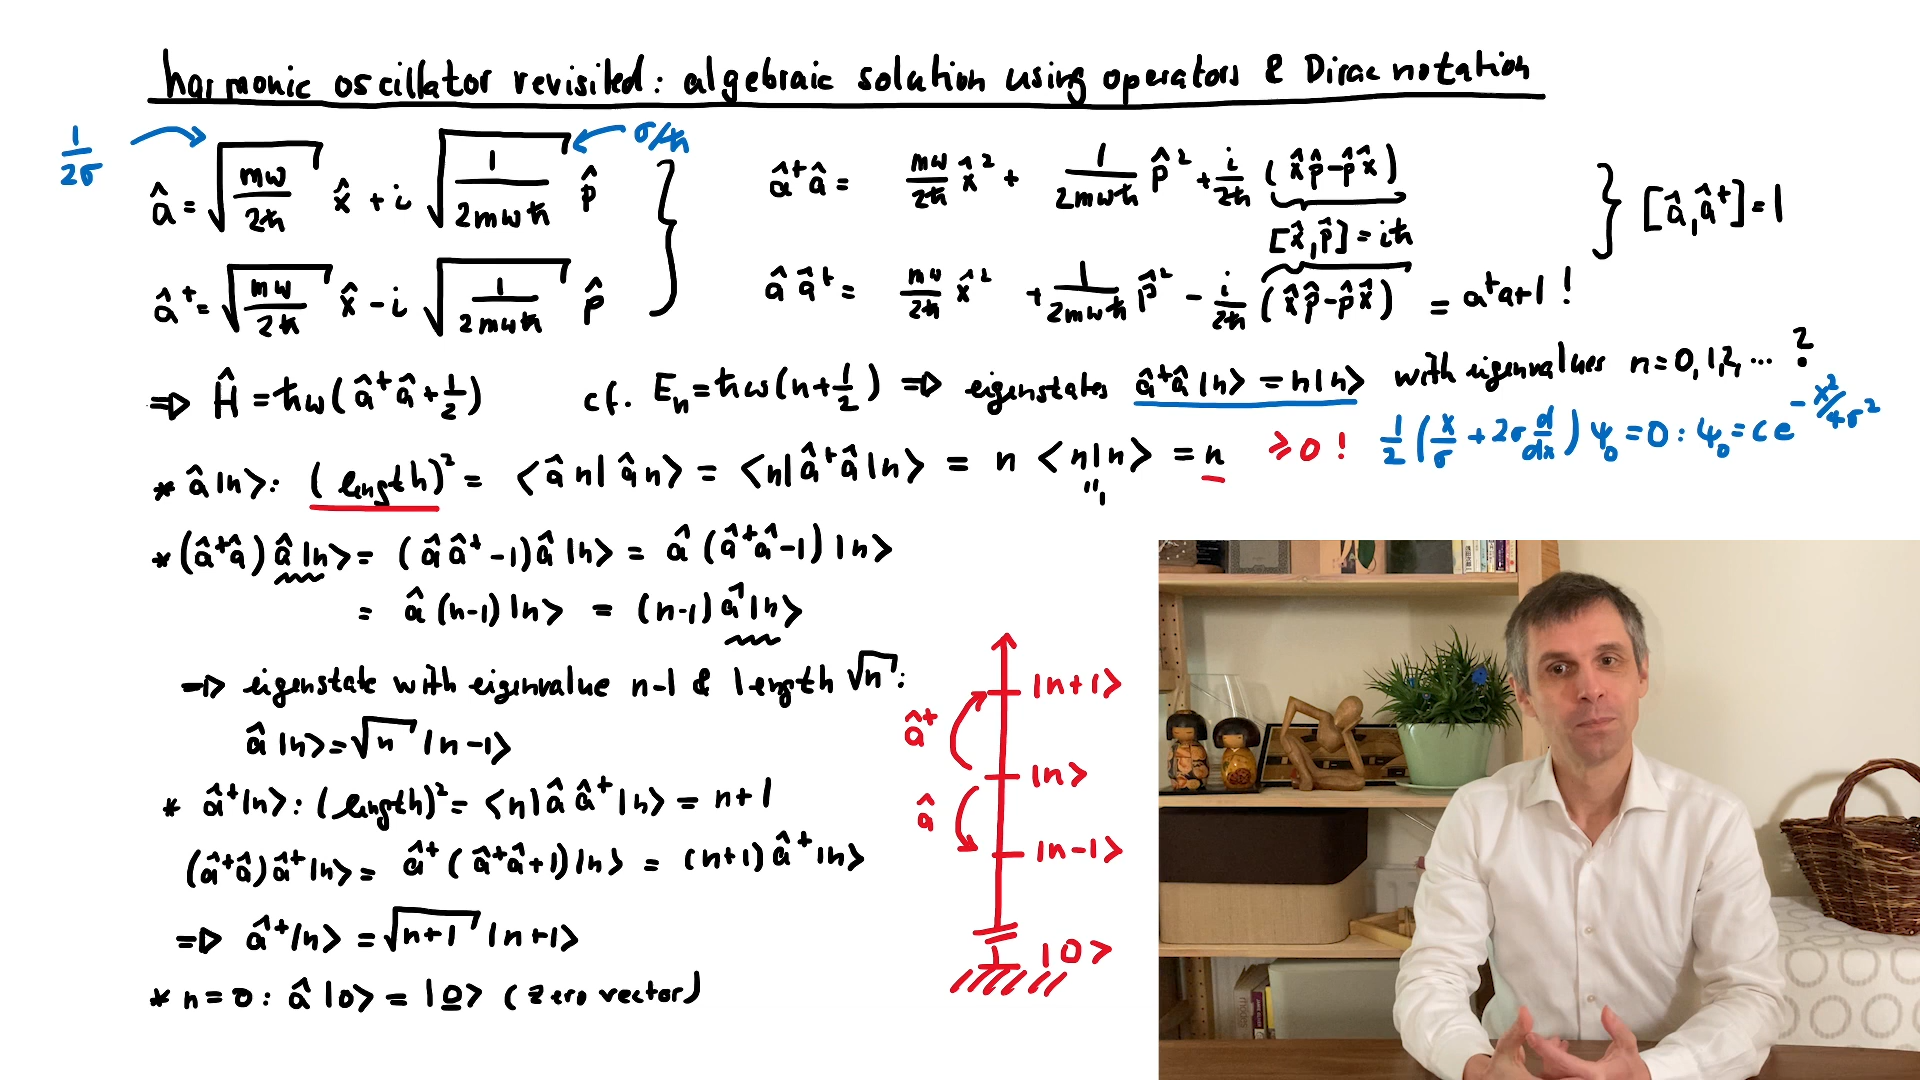 harmonic oscillator revisited: algebraic solution using operators & Dirac notation
1/2σ → â = √(mω/2ħ) x̂ + i √(1/2mωħ) p̂ ← σ/ħ
â⁺â = mω/2ħ x̂² + 1/2mωħ p̂² + i/2ħ (x̂p̂-p̂x̂)
[x̂,p̂] = iħ
} [â,â⁺]=1
â⁺ = √(mω/2ħ) x̂ - i √(1/2mωħ) p̂
â â⁺ = mω/2ħ x̂² + 1/2mωħ p̂² - i/2ħ (x̂p̂-p̂x̂) = a⁺a+1 !
⇒ Ĥ = ħω(â⁺â + 1/2) cf. Eₙ = ħω(n+1/2) ⇒ eigenstates â⁺â|n> = n|n> with eigenvalues n=0,1,2,... ?
* â|n>: (length)² = <ân|ân> = <n|â⁺â|n> = n <n|n> = n ≥0 ! 1/2 (x/σ + 2σ d/dx) ψ₀ = 0 : ψ₀ = c e^(-x²/4σ²)
"1
* (â⁺â) â|n> = (ââ⁺-1)â|n> = â(â⁺â-1)|n>
= â(n-1)|n> = (n-1) â|n>
→ eigenstate with eigenvalue n-1 & length √n :
â|n> = √n |n-1>
* â⁺|n>: (length)² = <n|ââ⁺|n> = n+1
(â⁺â)â⁺|n> = â⁺(â⁺â+1)|n> = (n+1)â⁺|n>
⇒ â⁺|n> = √(n+1) |n+1>
* n=0: â|0> = |0> (zero vector)
|n+1>
â⁺
|n>
â
|n-1>
|0>